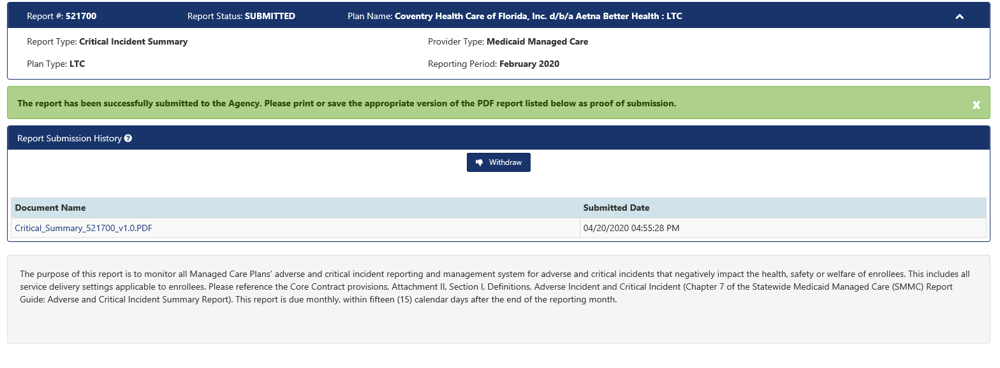 Report #: 521700 Report Status: SUBMITTED Plan Name: Coventry Health Care of Florida, Inc. d/b/a Aetna Better Health : LTC
Report Type: Critical Incident Summary Provider Type: Medicaid Managed Care
Plan Type: LTC Reporting Period: February 2020
The report has been successfully submitted to the Agency. Please print or save the appropriate version of the PDF report listed below as proof of submission. x
Report Submission History ?
Withdraw
Document Name Submitted Date
Critical_Summary_521700_v1.0.PDF 04/20/2020 04:55:28 PM
The purpose of this report is to monitor all Managed Care Plans’ adverse and critical incident reporting and management system for adverse and critical incidents that negatively impact the health, safety or welfare of enrollees. This includes all
service delivery settings applicable to enrollees. Please reference the Core Contract provisions, Attachment II, Section I, Definitions, Adverse Incident and Critical Incident (Chapter 7 of the Statewide Medicaid Managed Care (SMMC) Report
Guide: Adverse and Critical Incident Summary Report). This report is due monthly, within fifteen (15) calendar days after the end of the reporting month.